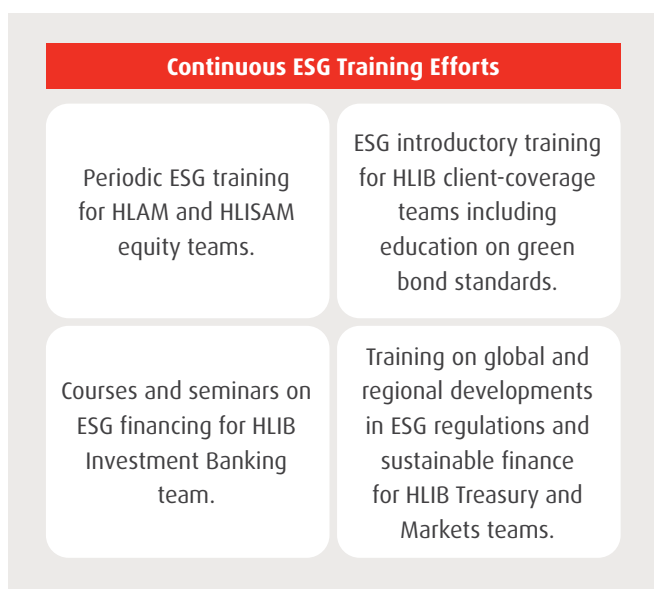 Continuous ESG Training Efforts
Periodic ESG training
for HLAM and HLISAM
equity teams.
ESG introductory training
for HLIB client-coverage
teams including
education on green
bond standards.
Courses and seminars on
ESG financing for HLIB
Investment Banking
team.
Training on global and
regional developments
in ESG regulations and
sustainable finance
for HLIB Treasury and
Markets teams.